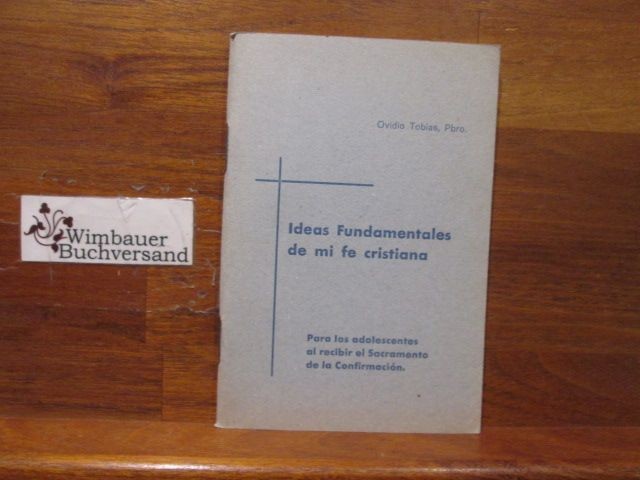 Ovidio Tobias, Pbro.
Ideas Fundamentales
de mi fe cristiana
Para los adolescentes
al recibir el Sacramento
de la Confirmación.
Wimbauer
Buchversand